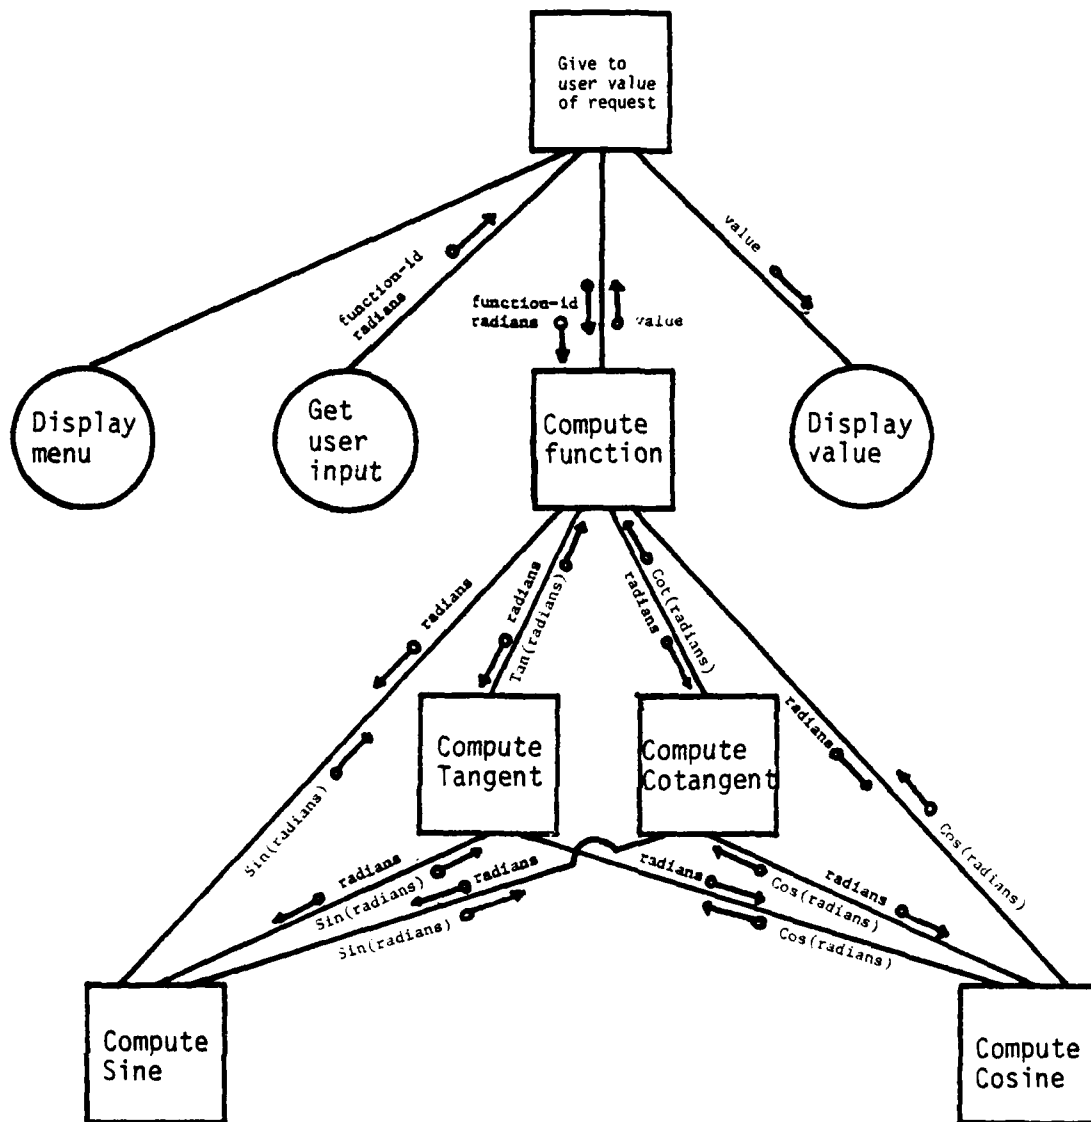 Give to
user value
of request
value
function-id
radians
function-id
radians
value
Display
menu
Get
user
input
Compute
function
Display
value
radians
radians
Tan(radians)
radians
Cot(radians)
radians
Compute
Tangent
Compute
Cotangent
Sin(radians)
Cos(radians)
radians
Sin(radians)
radians
Sin(radians)
radians
Cos(radians)
radians
Cos(radians)
Compute
Sine
Compute
Cosine